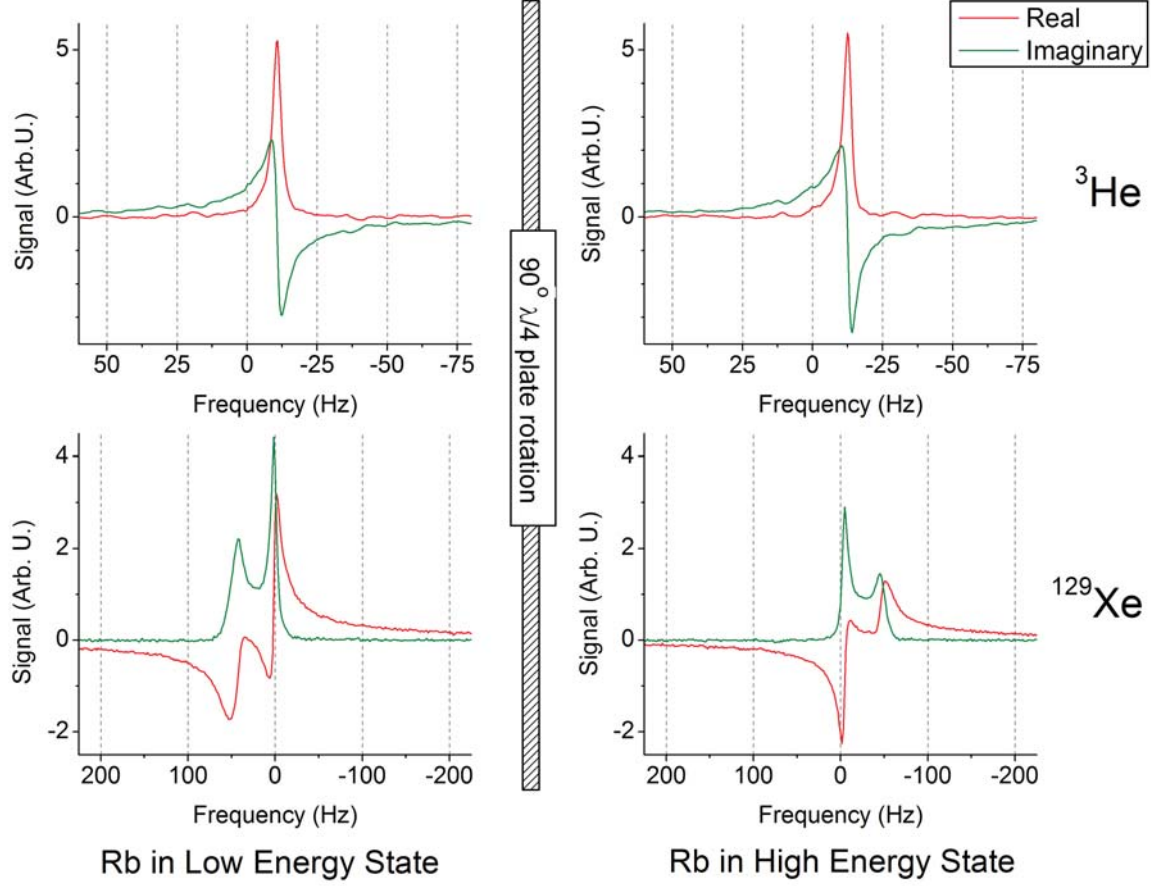 Real
Imaginary
5
0
Signal (Arb.U.)
50 25 0 -25 -50 -75
Frequency (Hz)
5
0
Signal (Arb.U.)
50 25 0 -25 -50 -75
Frequency (Hz)
³He
90° λ/4 plate rotation
4
2
0
-2
Signal (Arb. U.)
200 100 0 -100 -200
Frequency (Hz)
4
2
0
-2
Signal (Arb. U.)
200 100 0 -100 -200
Frequency (Hz)
¹²⁹Xe
Rb in Low Energy State
Rb in High Energy State